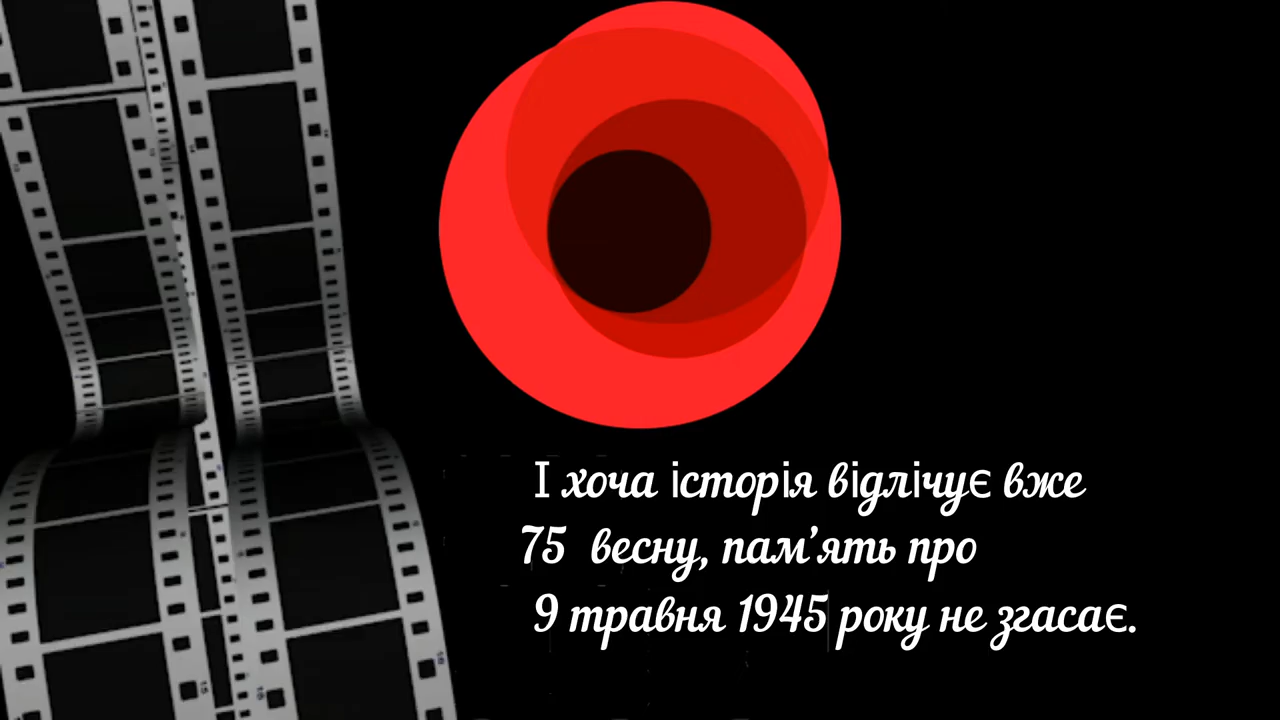 І хоча історія відлічує вже
75 весну, пам’ять про
9 травня 1945 року не згасає.